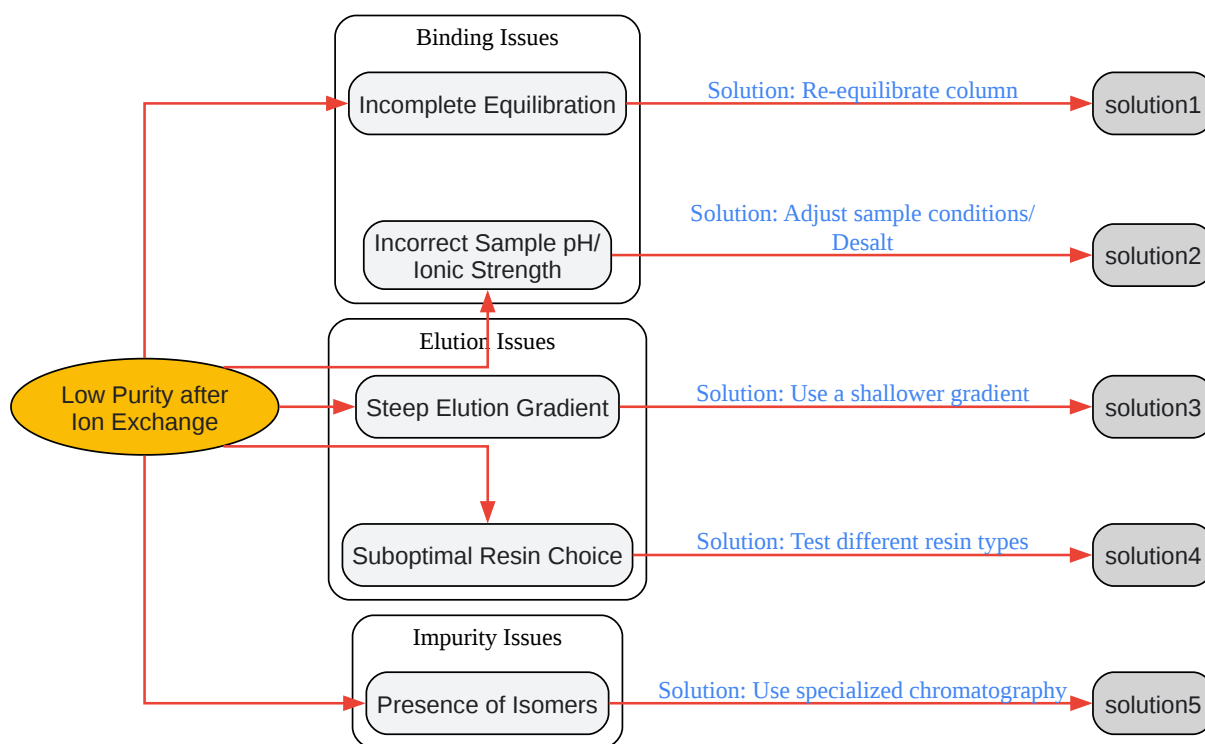 Binding Issues
Incomplete Equilibration
Solution: Re-equilibrate column
solution1
Incorrect Sample pH/
Ionic Strength
Solution: Adjust sample conditions/
Desalt
solution2
Elution Issues
Low Purity after
Ion Exchange
Steep Elution Gradient
Solution: Use a shallower gradient
solution3
Suboptimal Resin Choice
Solution: Test different resin types
solution4
Impurity Issues
Presence of Isomers
Solution: Use specialized chromatography
solution5